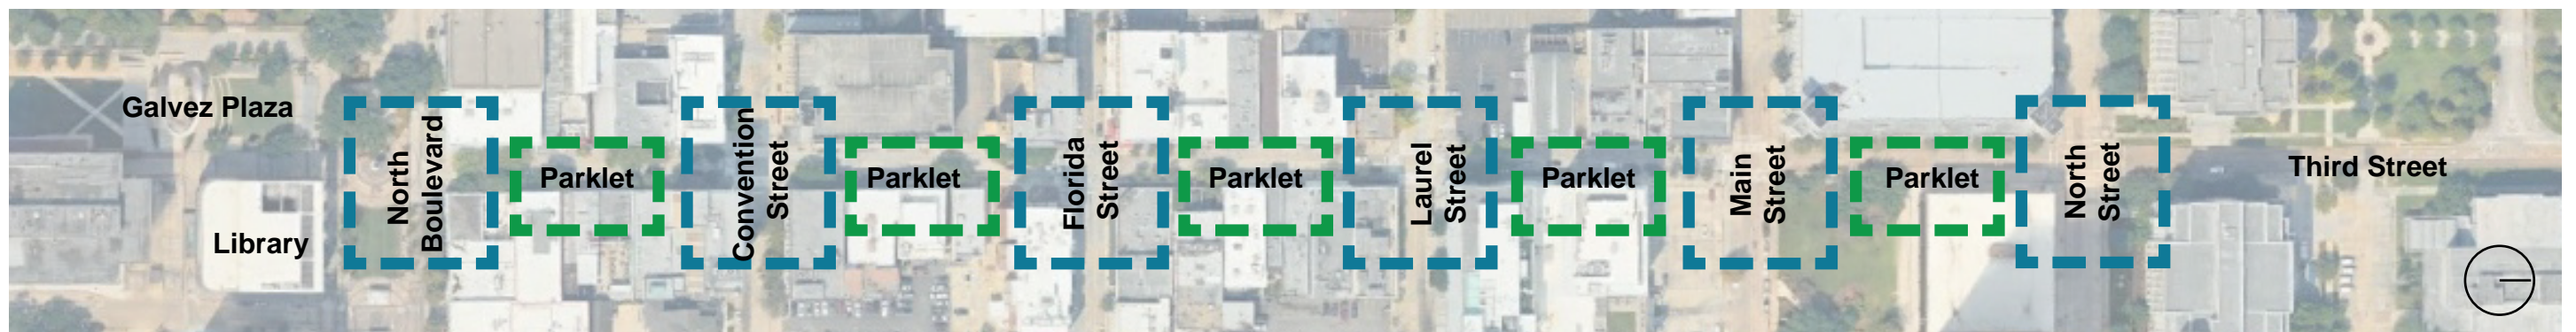 Galvez Plaza
Library
North
Boulevard
Parklet
Convention
Street
Parklet
Florida
Street
Parklet
Laurel
Street
Parklet
Main
Street
Parklet
North
Street
Third Street